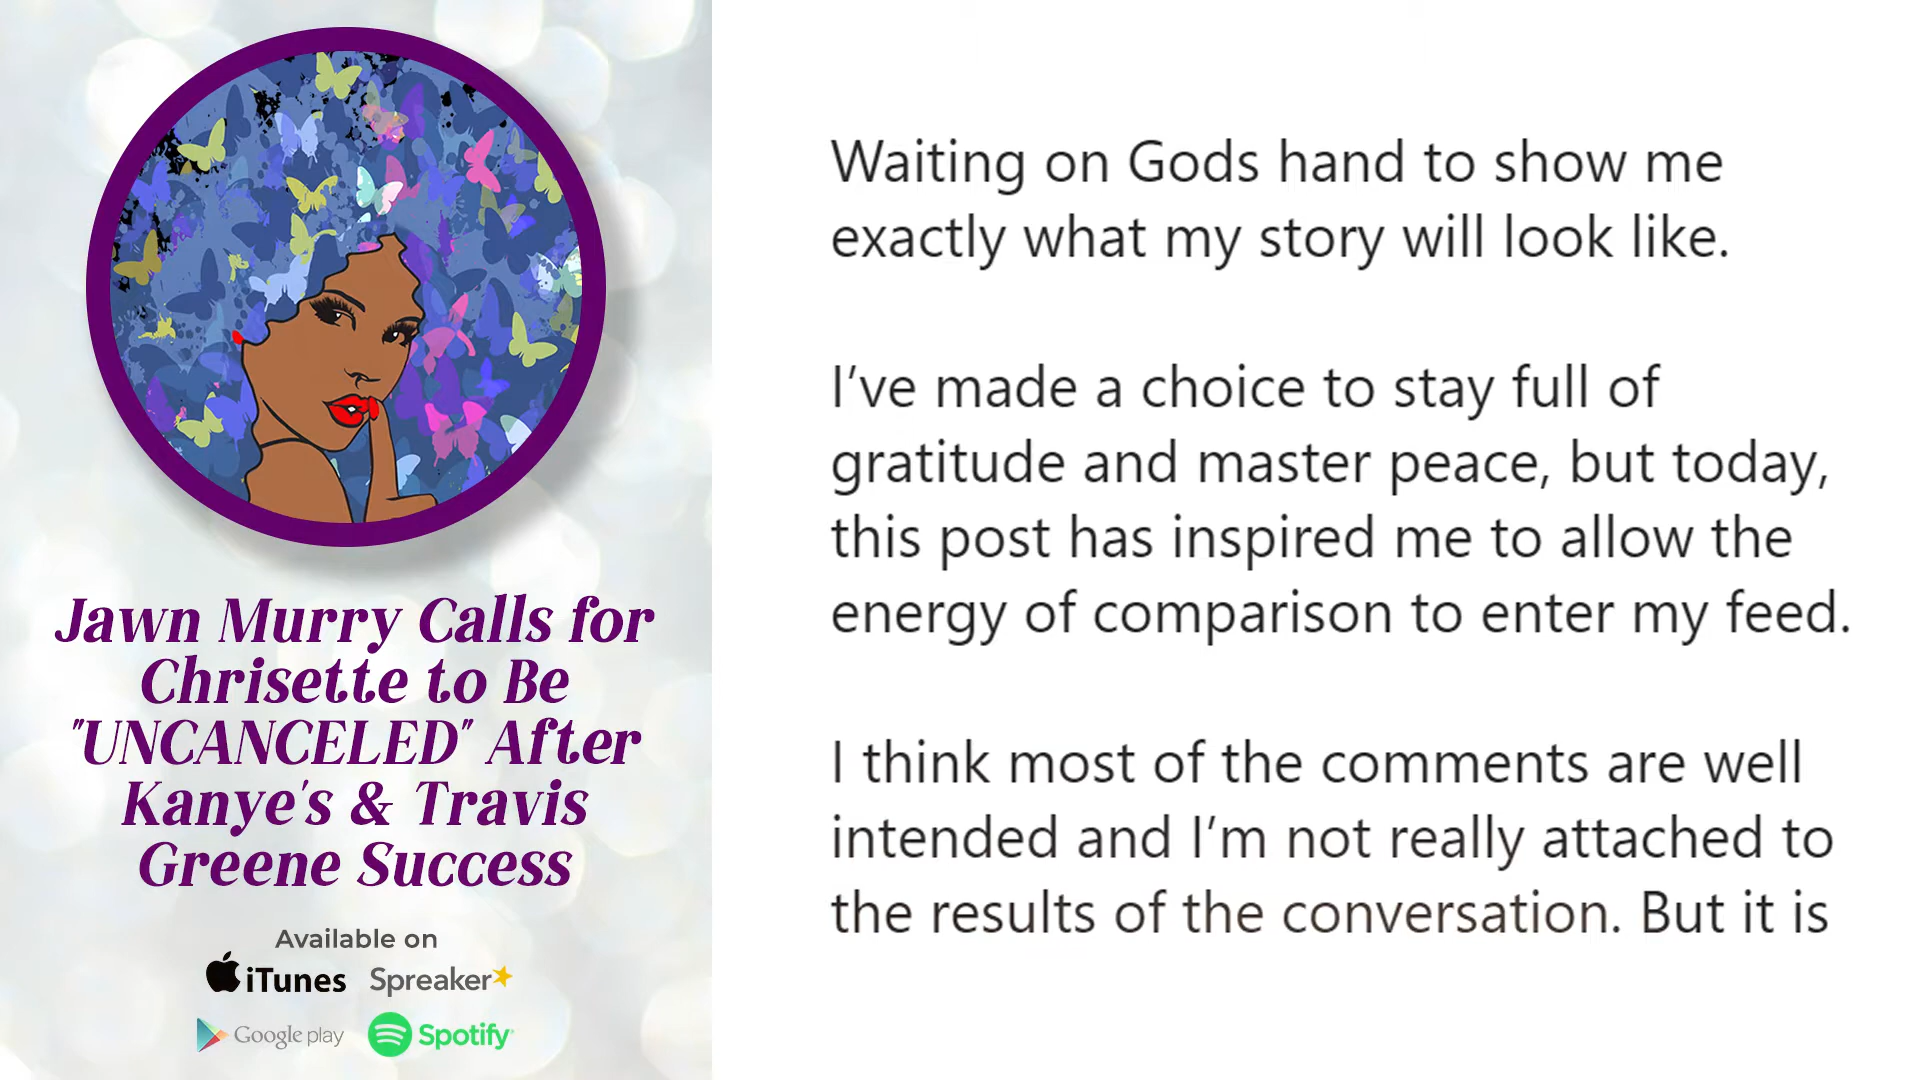 Jawn Murry Calls for
Chrisette to Be
"UNCANCELED" After
Kanye's & Travis
Greene Success
Available on
iTunes Spreaker
Google play Spotify
Waiting on Gods hand to show me
exactly what my story will look like.
I’ve made a choice to stay full of
gratitude and master peace, but today,
this post has inspired me to allow the
energy of comparison to enter my feed.
I think most of the comments are well
intended and I’m not really attached to
the results of the conversation. But it is